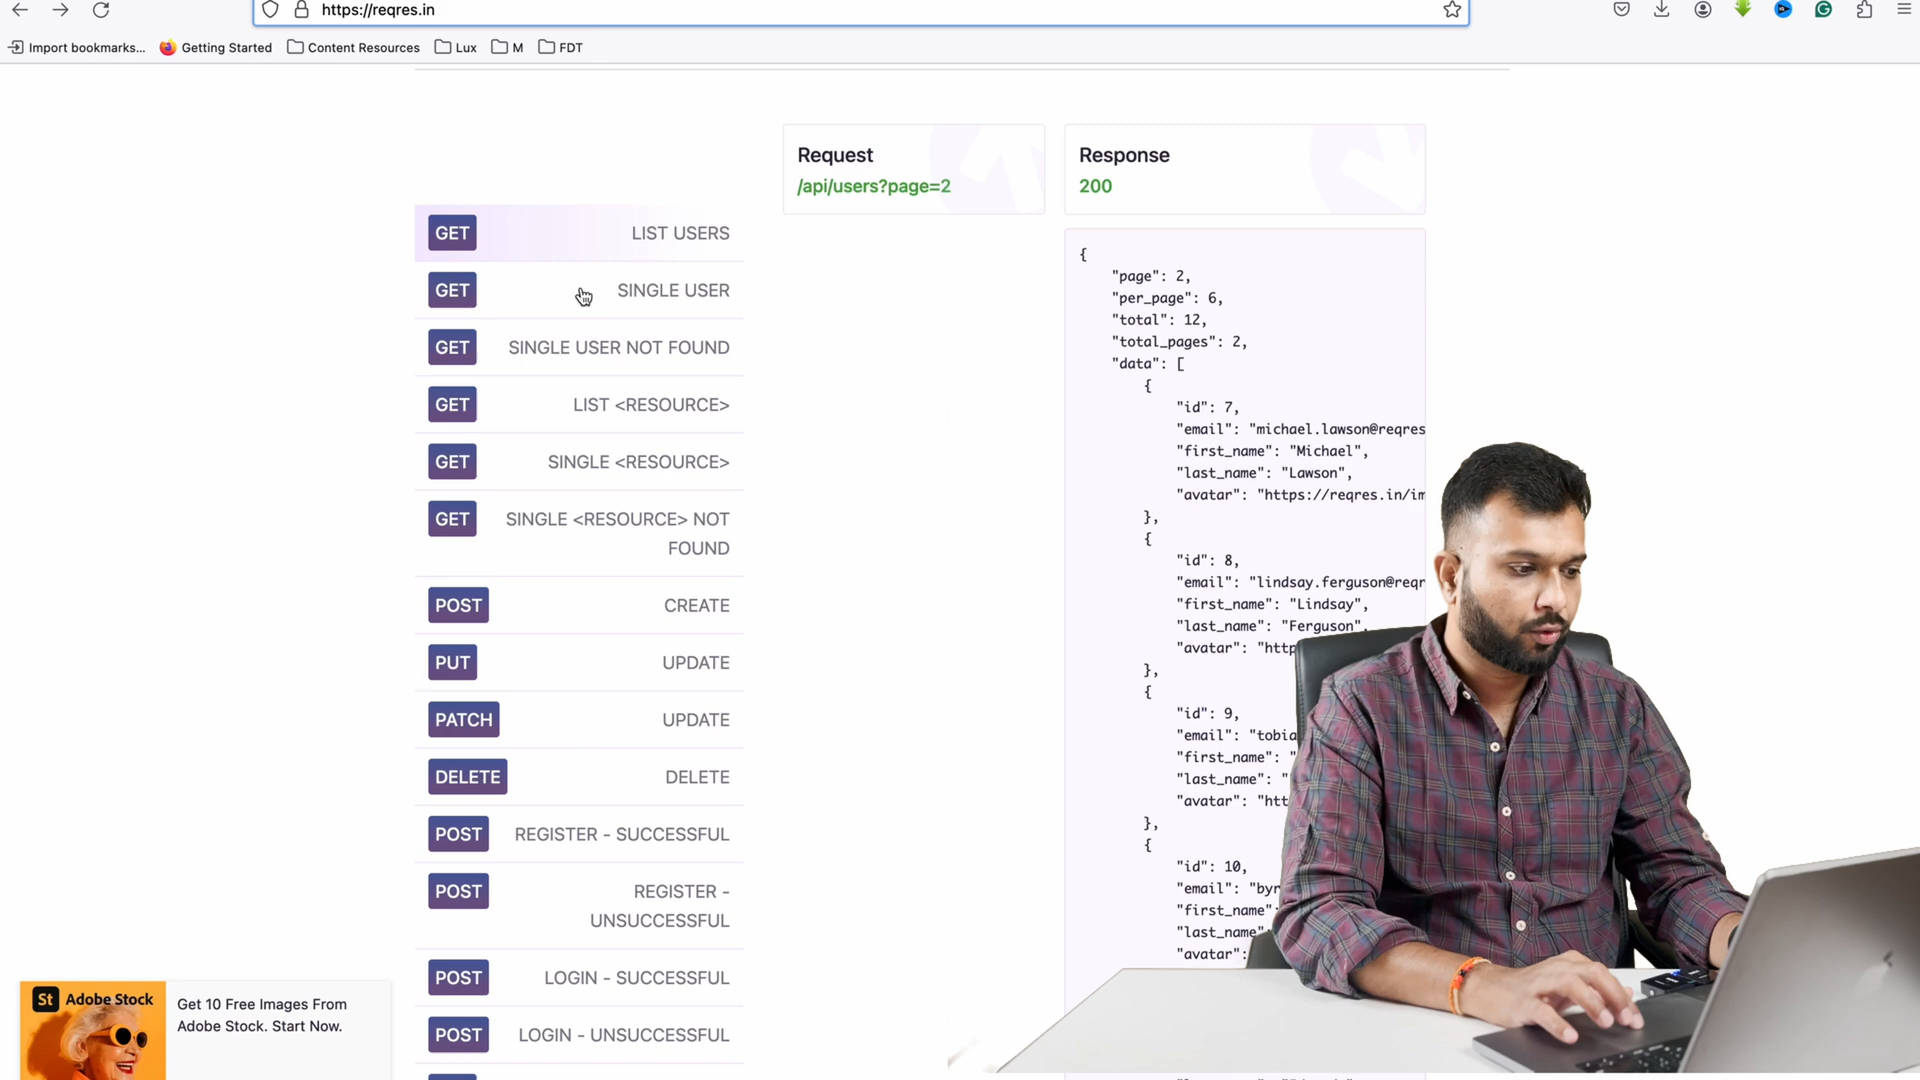 https://reqres.in
Import bookmarks...
Getting Started
Content Resources
Lux
M
FDT
Request
/api/users?page=2
Response
200
GET LIST USERS
GET SINGLE USER
GET SINGLE USER NOT FOUND
GET LIST <RESOURCE>
GET SINGLE <RESOURCE>
GET SINGLE <RESOURCE> NOT
FOUND
POST CREATE
PUT UPDATE
PATCH UPDATE
DELETE DELETE
POST REGISTER - SUCCESSFUL
POST REGISTER -
UNSUCCESSFUL
POST LOGIN - SUCCESSFUL
POST LOGIN - UNSUCCESSFUL
{
"page": 2,
"per_page": 6,
"total": 12,
"total_pages": 2,
"data": [
{
"id": 7,
"email": "michael.lawson@reqres
"first_name": "Michael",
"last_name": "Lawson",
"avatar": "https://reqres.in/im
},
{
"id": 8,
"email": "lindsay.ferguson@reqr
"first_name": "Lindsay",
"last_name": "Ferguson",
"avatar": "http
},
{
"id": 9,
"email": "tobia
"first_name": "
"last_name": "
"avatar": "htt
},
{
"id": 10,
"email": "byr
"first_name":
"last_name":
"avatar":
St Adobe Stock
Get 10 Free Images From
Adobe Stock. Start Now.